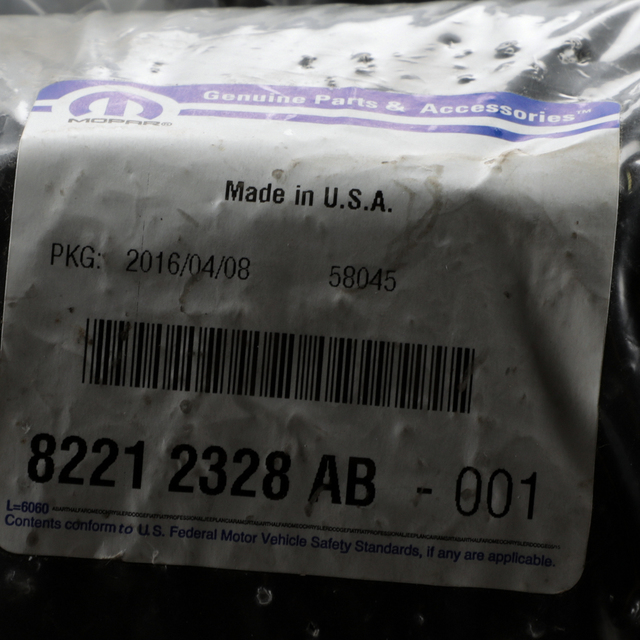 MOPAR®
Genuine Parts & Accessories™
Made in U.S.A.
PKG: 2016/04/08 58045
8221 2328 AB - 001
L=6060
Contents conform to U.S. Federal Motor Vehicle Safety Standards, if any are applicable.